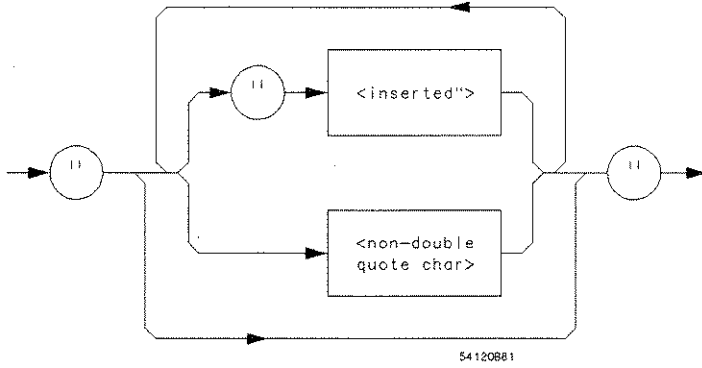 "
<inserted">
"
"
<non-double
quote char>
54120B81